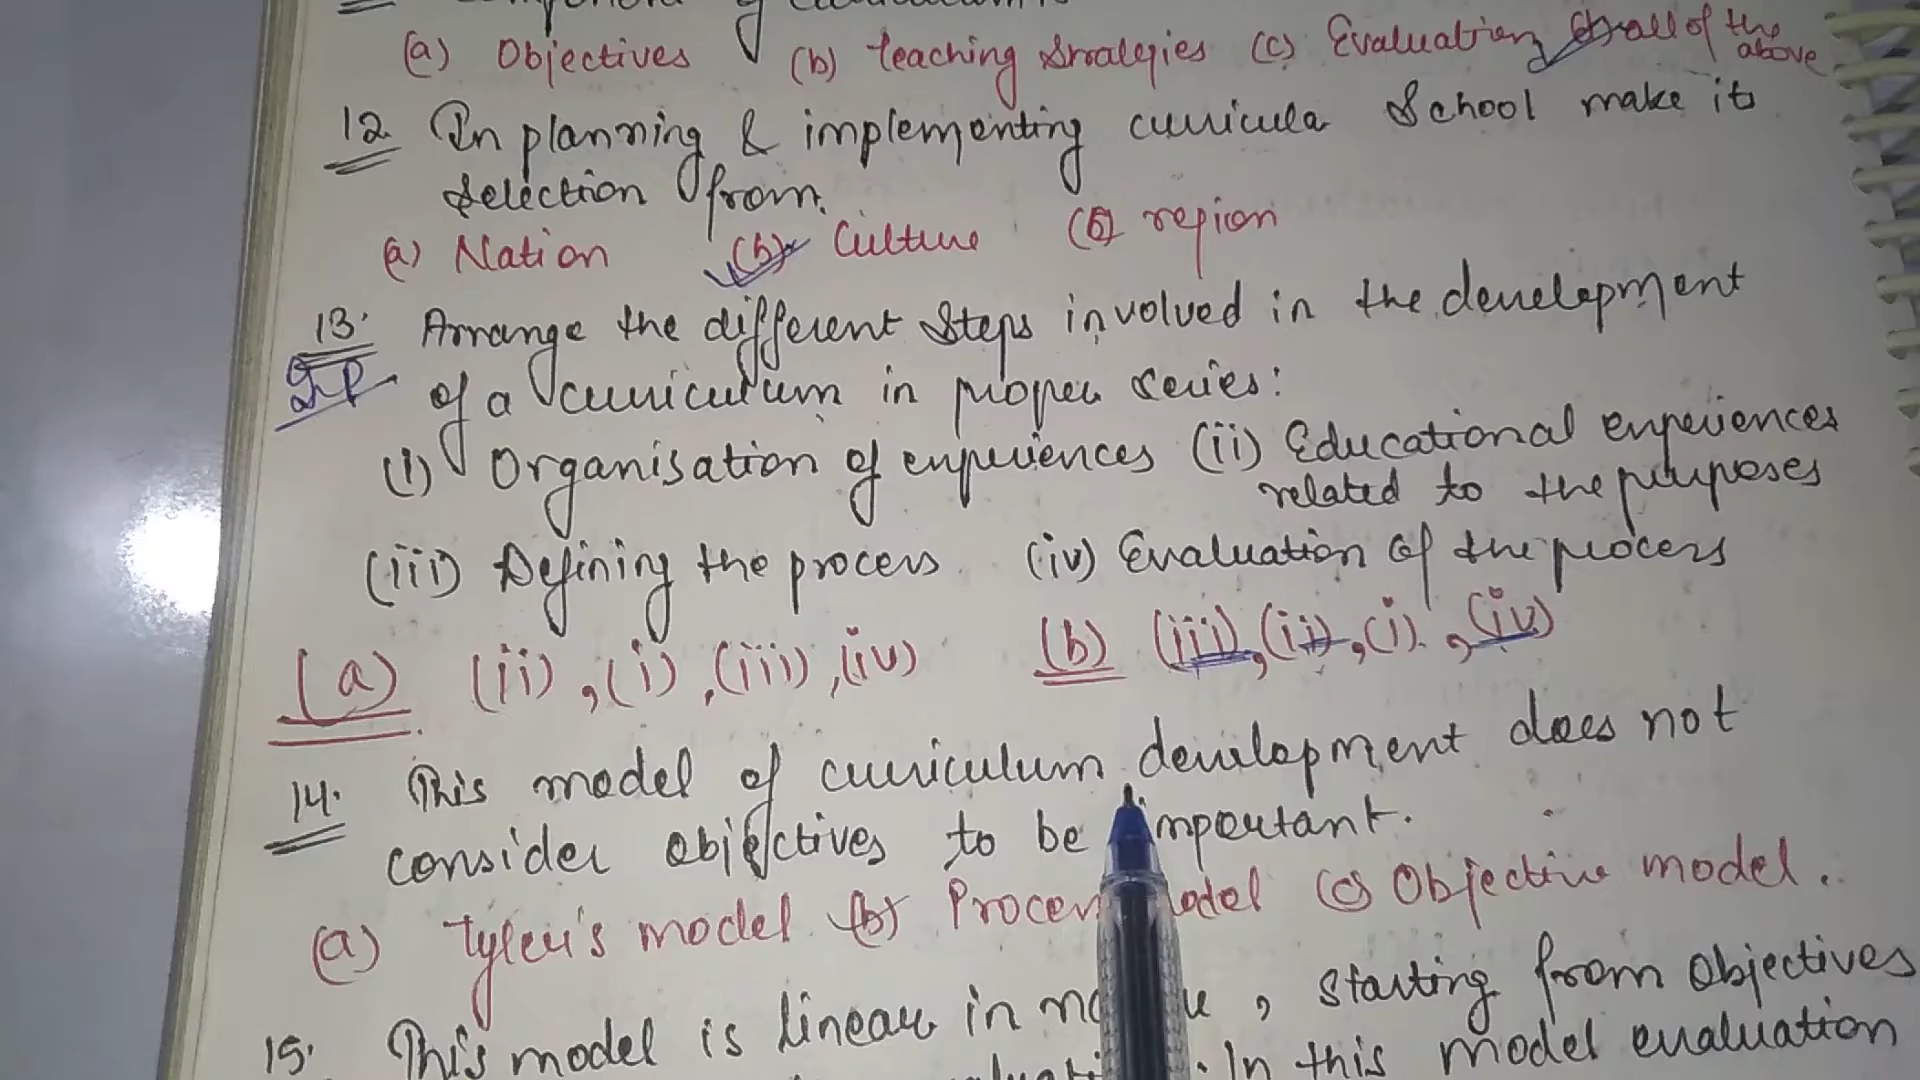 (a) Objectives (b) teaching Strategies (c) Evaluation (d) all of the above
12. In planning & implementing curricula School make its
selection from.
(a) Nation (b) Culture (c) region
13. Arrange the different Steps involved in the development
Imp of a curriculum in proper series:
(i) Organisation of experiences (ii) Educational experiences
related to the purposes
(iii) Defining the process (iv) Evaluation of the process
(a) (ii), (i), (iii), (iv) (b) (iii), (ii), (i), (iv)
14. This model of curriculum development does not
consider objectives to be important.
(a) Tyler's model (b) Process model (c) Objective model.
15. This model is linear in , starting from Objectives
. In this model evaluation